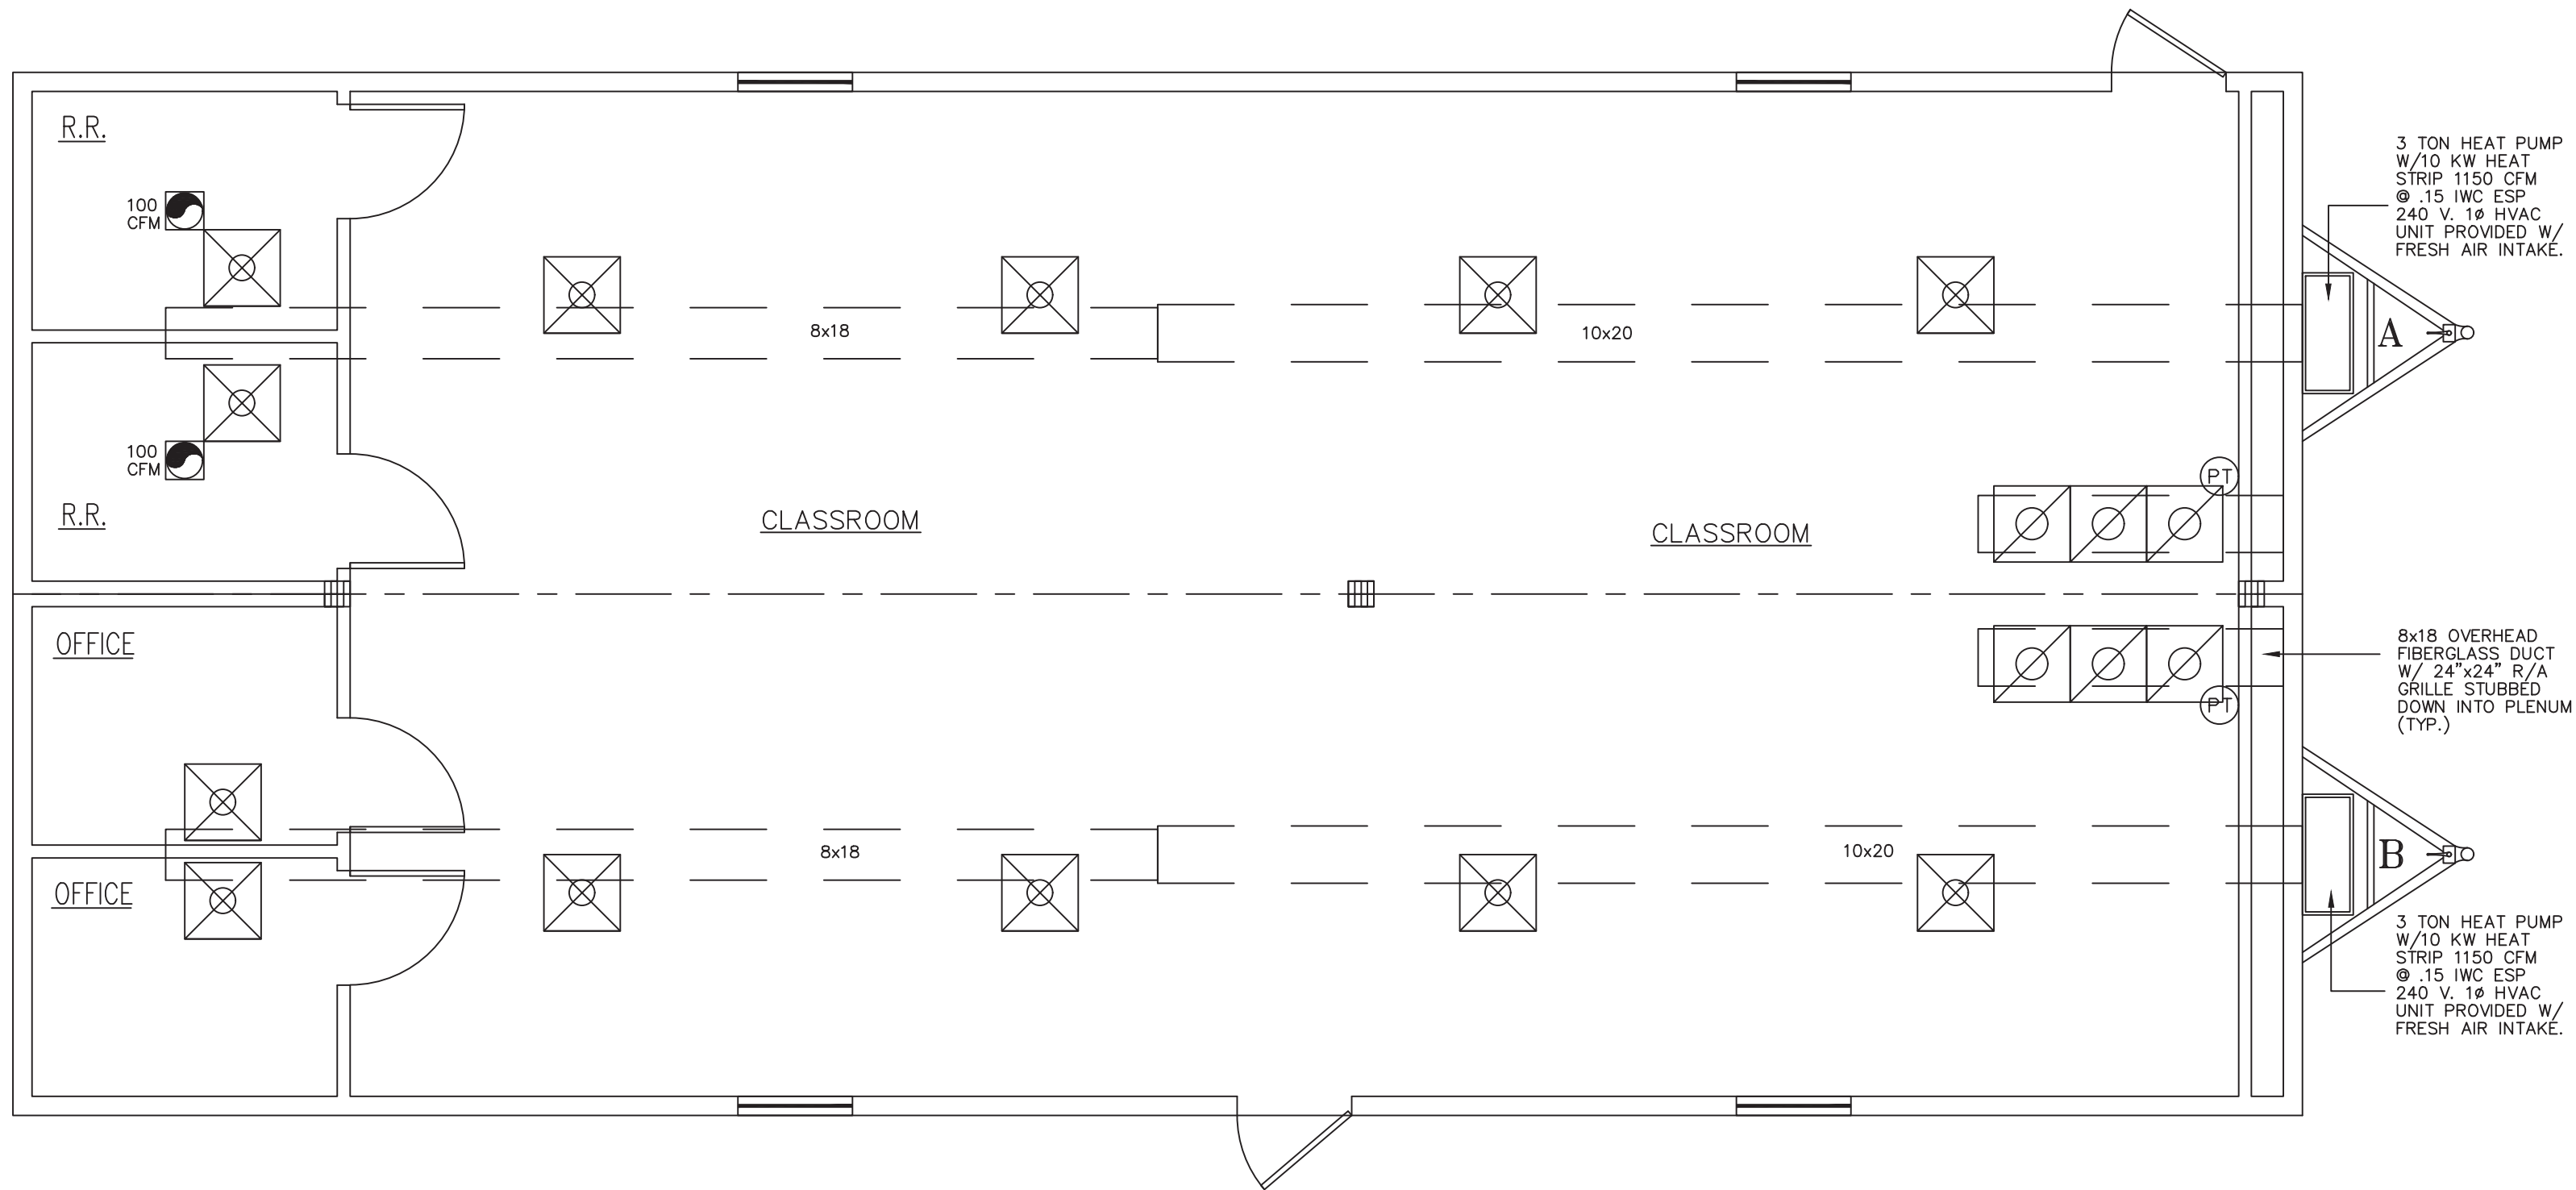 R.R.
100
CFM
100
CFM
R.R.
OFFICE
OFFICE
8x18
10x20
CLASSROOM
CLASSROOM
PT
PT
8x18
10x20
A
B
3 TON HEAT PUMP
W/10 KW HEAT
STRIP 1150 CFM
@ .15 IWC ESP
240 V. 1ø HVAC
UNIT PROVIDED W/
FRESH AIR INTAKE.
8x18 OVERHEAD
FIBERGLASS DUCT
W/ 24"x24" R/A
GRILLE STUBBED
DOWN INTO PLENUM
(TYP.)
3 TON HEAT PUMP
W/10 KW HEAT
STRIP 1150 CFM
@ .15 IWC ESP
240 V. 1ø HVAC
UNIT PROVIDED W/
FRESH AIR INTAKE.